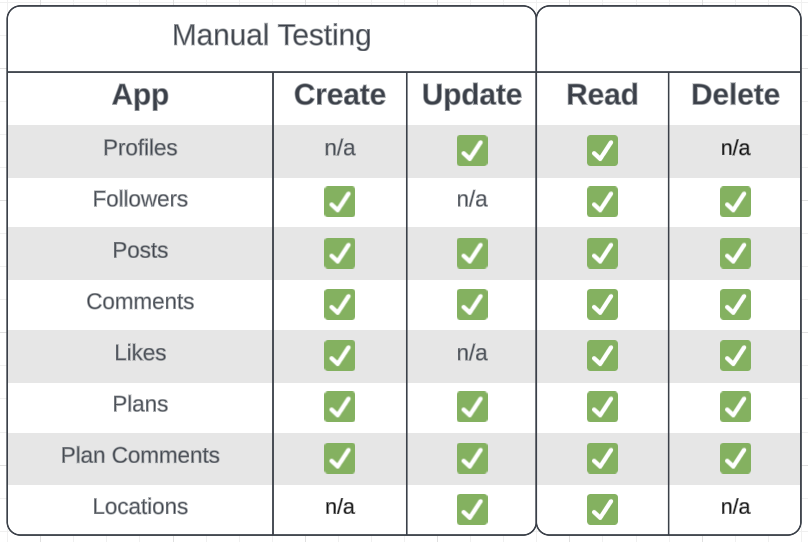 Manual Testing
App Create Update Read Delete
Profiles n/a ✅ ✅ n/a
Followers ✅ n/a ✅ ✅
Posts ✅ ✅ ✅ ✅
Comments ✅ ✅ ✅ ✅
Likes ✅ n/a ✅ ✅
Plans ✅ ✅ ✅ ✅
Plan Comments ✅ ✅ ✅ ✅
Locations n/a ✅ ✅ n/a